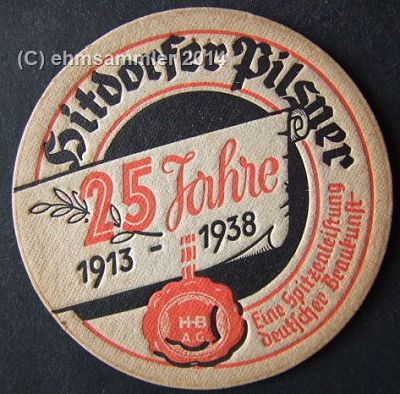 (C) ehmsammler 2014
Hitdorfer Pilsner
25 Jahre
1913 - 1938
H-B
A.G.
Eine Spitzenleistung
deutscher Braukunst